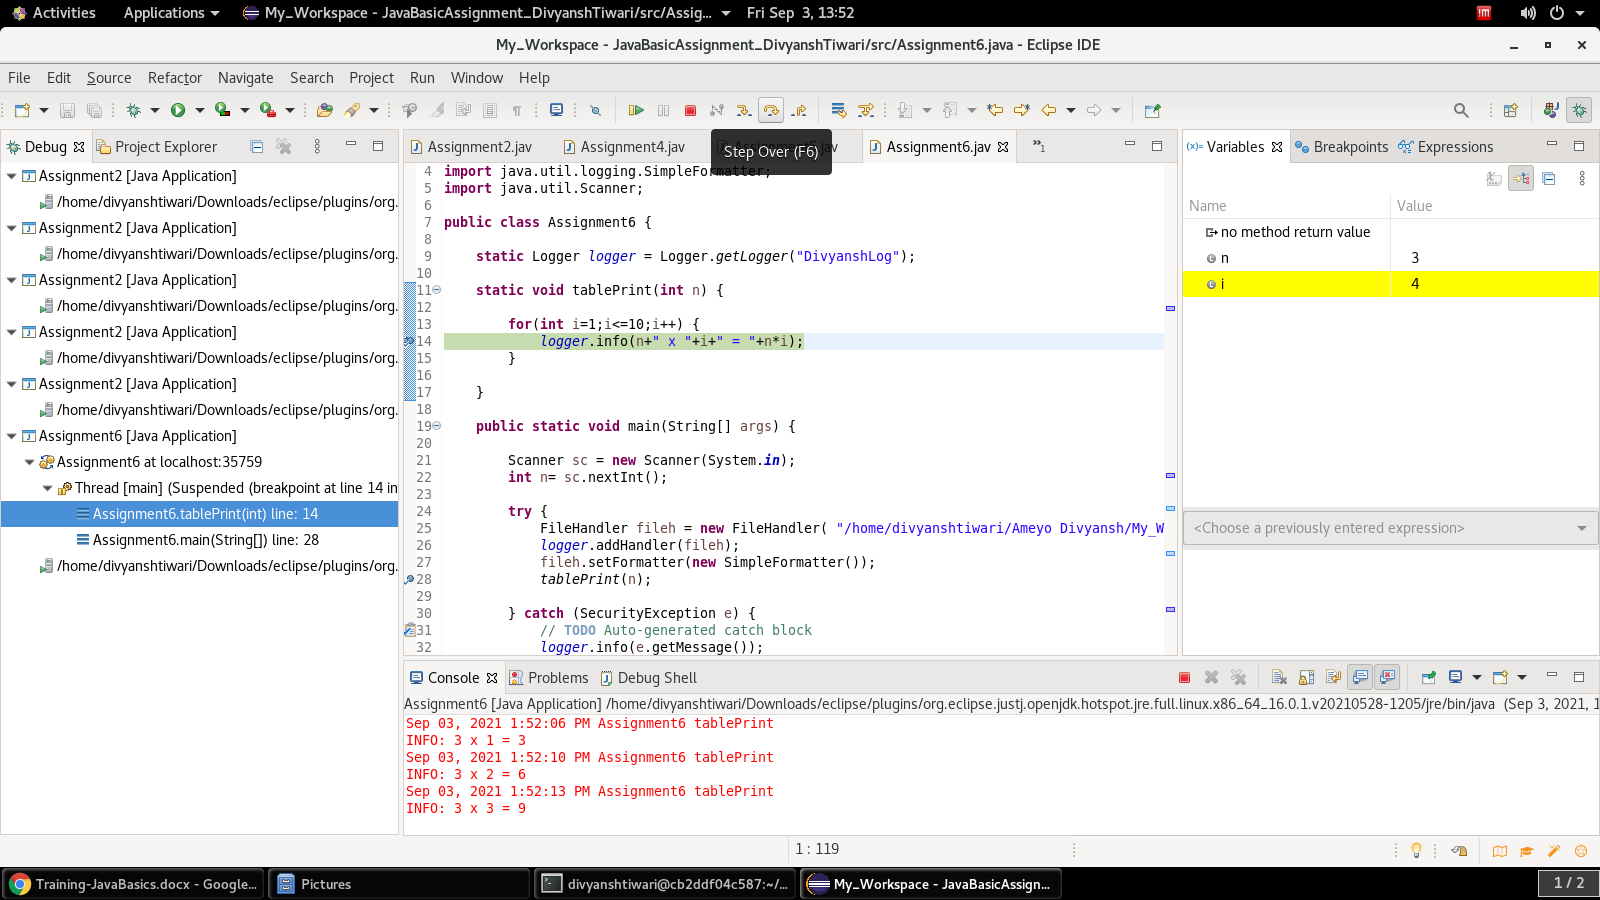 Activities
Applications
My_Workspace - JavaBasicAssignment_DivyanshTiwari/src/Assig...
Fri Sep  3, 13:52
My_Workspace - JavaBasicAssignment_DivyanshTiwari/src/Assignment6.java - Eclipse IDE
File Edit Source Refactor Navigate Search Project Run Window Help
Debug
Project Explorer
Assignment2 [Java Application]
/home/divyanshtiwari/Downloads/eclipse/plugins/org.
Assignment2 [Java Application]
/home/divyanshtiwari/Downloads/eclipse/plugins/org.
Assignment2 [Java Application]
/home/divyanshtiwari/Downloads/eclipse/plugins/org.
Assignment2 [Java Application]
/home/divyanshtiwari/Downloads/eclipse/plugins/org.
Assignment2 [Java Application]
/home/divyanshtiwari/Downloads/eclipse/plugins/org.
Assignment6 [Java Application]
Assignment6 at localhost:35759
Thread [main] (Suspended (breakpoint at line 14 in
Assignment6.tablePrint(int) line: 14
Assignment6.main(String[]) line: 28
/home/divyanshtiwari/Downloads/eclipse/plugins/org.
Assignment2.jav
Assignment4.jav
Step Over (F6)
Assignment6.jav
»1
4 import java.util.logging.SimpleFormatter;
5 import java.util.Scanner;
6
7 public class Assignment6 {
8
9 static Logger logger = Logger.getLogger("DivyanshLog");
10
11 static void tablePrint(int n) {
12
13 for(int i=1;i<=10;i++) {
14 logger.info(n+" x "+i+" = "+n*i);
15 }
16
17 }
18
19 public static void main(String[] args) {
20
21 Scanner sc = new Scanner(System.in);
22 int n= sc.nextInt();
23
24 try {
25 FileHandler fileh = new FileHandler( "/home/divyanshtiwari/Ameyo Divyansh/My_W
26 logger.addHandler(fileh);
27 fileh.setFormatter(new SimpleFormatter());
28 tablePrint(n);
29
30 } catch (SecurityException e) {
31 // TODO Auto-generated catch block
32 logger.info(e.getMessage());
(x)= Variables
Breakpoints
Expressions
Name Value
no method return value
n 3
i 4
<Choose a previously entered expression>
Console
Problems
Debug Shell
Assignment6 [Java Application] /home/divyanshtiwari/Downloads/eclipse/plugins/org.eclipse.justj.openjdk.hotspot.jre.full.linux.x86_64_16.0.1.v20210528-1205/jre/bin/java  (Sep 3, 2021, 1
Sep 03, 2021 1:52:06 PM Assignment6 tablePrint
INFO: 3 x 1 = 3
Sep 03, 2021 1:52:10 PM Assignment6 tablePrint
INFO: 3 x 2 = 6
Sep 03, 2021 1:52:13 PM Assignment6 tablePrint
INFO: 3 x 3 = 9
1 : 119
Training-JavaBasics.docx - Google...
Pictures
divyanshtiwari@cb2ddf04c587:~/...
My_Workspace - JavaBasicAssign...
1 / 2